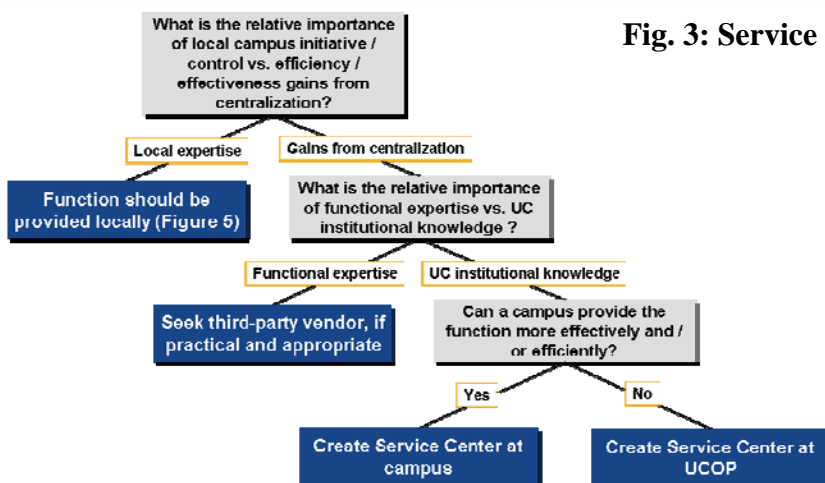 What is the relative importance
of local campus initiative /
control vs. efficiency /
effectiveness gains from
centralization?
Fig. 3: Service
Local expertise
Gains from centralization
Function should be
provided locally (Figure 5)
What is the relative importance
of functional expertise vs. UC
institutional knowledge ?
Functional expertise
UC institutional knowledge
Seek third-party vendor, if
practical and appropriate
Can a campus provide the
function more effectively and /
or efficiently?
Yes
No
Create Service Center at
campus
Create Service Center at
UCOP